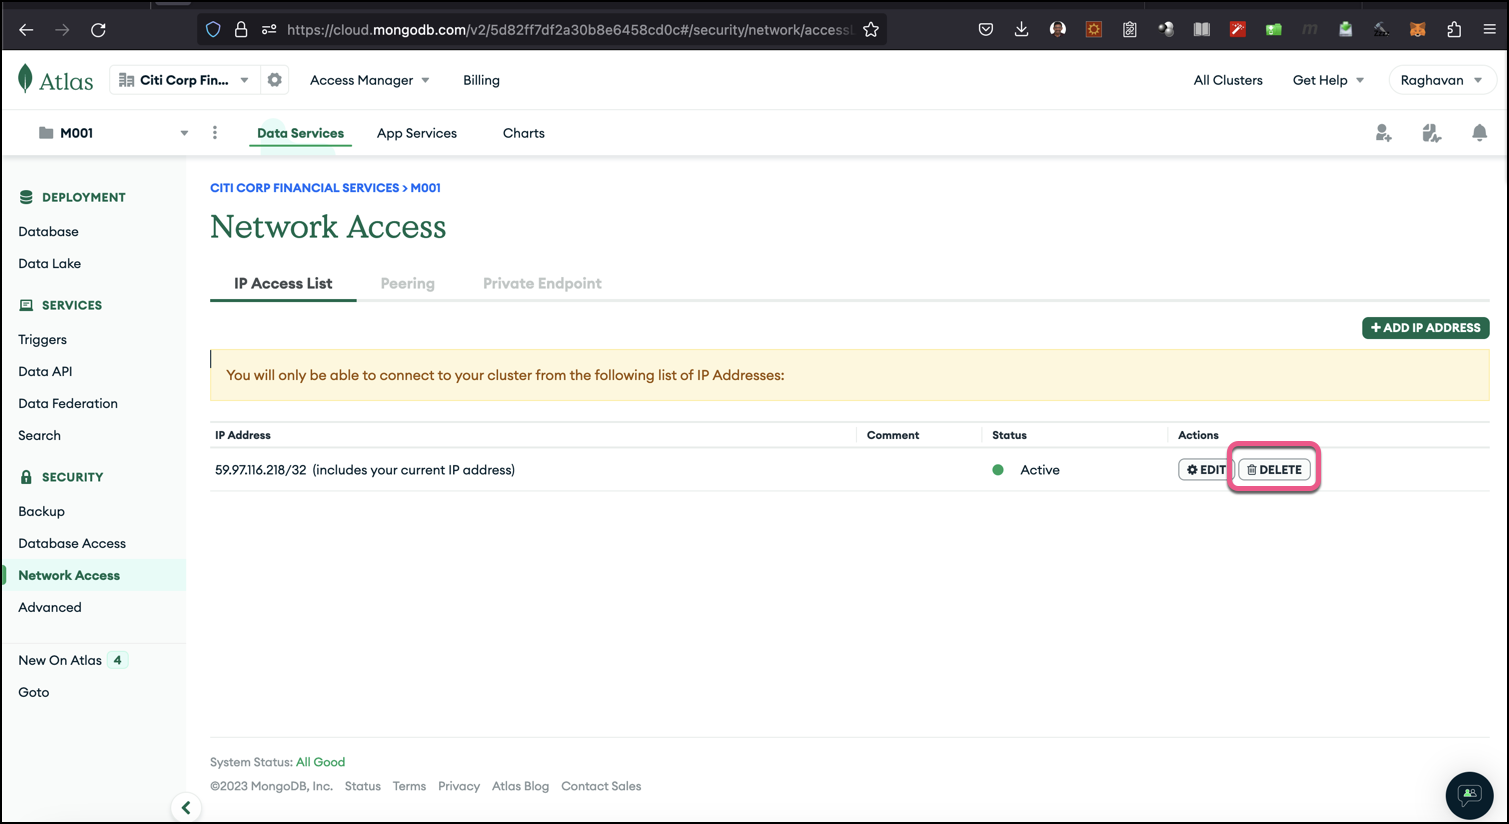 https://cloud.mongodb.com/v2/5d82ff7df2a30b8e6458cd0c#/security/network/access
Atlas
Citi Corp Fin...
Access Manager
Billing
All Clusters
Get Help
Raghavan
M001
Data Services
App Services
Charts
DEPLOYMENT
Database
Data Lake
SERVICES
Triggers
Data API
Data Federation
Search
SECURITY
Backup
Database Access
Network Access
Advanced
New On Atlas 4
Goto
CITI CORP FINANCIAL SERVICES > M001
Network Access
IP Access List
Peering
Private Endpoint
+ ADD IP ADDRESS
You will only be able to connect to your cluster from the following list of IP Addresses:
IP Address
Comment
Status
Actions
59.97.116.218/32 (includes your current IP address)
Active
EDIT
DELETE
System Status: All Good
©2023 MongoDB, Inc. Status Terms Privacy Atlas Blog Contact Sales